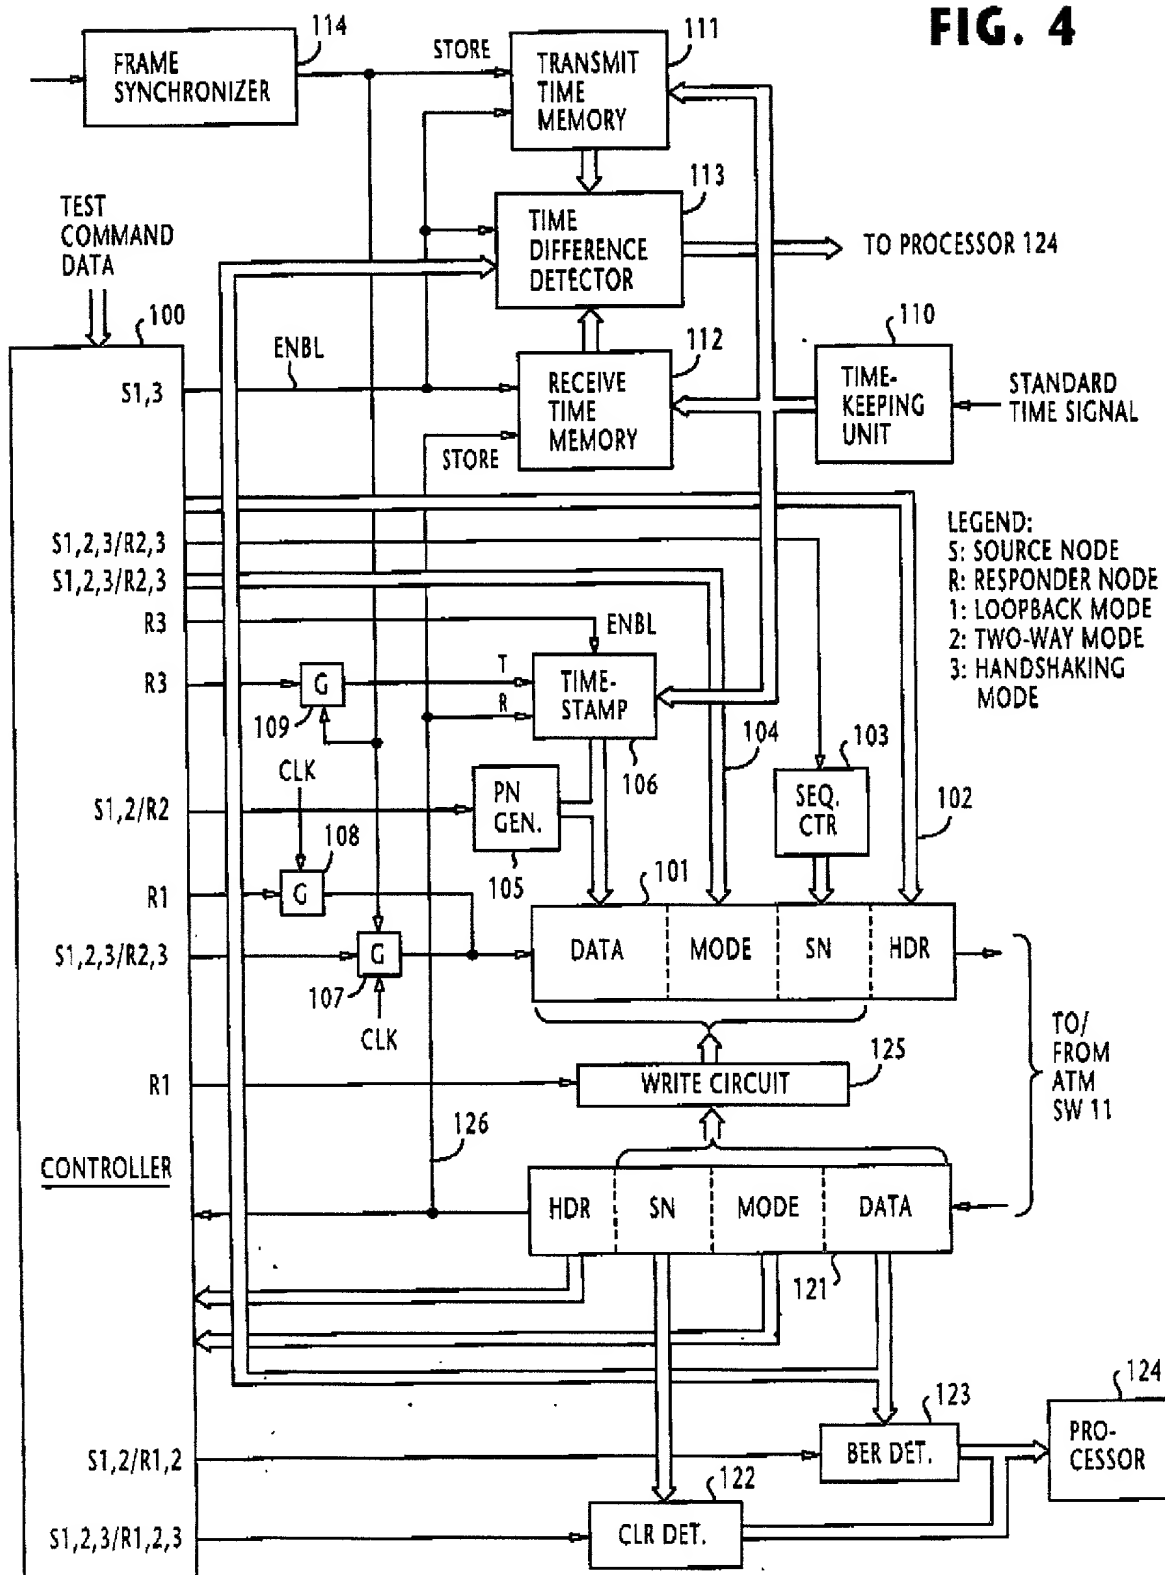 FIG. 4
114
FRAME
SYNCHRONIZER
STORE
111
TRANSMIT
TIME
MEMORY
113
TIME
DIFFERENCE
DETECTOR
TO PROCESSOR 124
TEST
COMMAND
DATA
100
S1,3
ENBL
112
RECEIVE
TIME
MEMORY
STORE
110
TIME-
KEEPING
UNIT
STANDARD
TIME SIGNAL
LEGEND:
S: SOURCE NODE
R: RESPONDER NODE
1: LOOPBACK MODE
2: TWO-WAY MODE
3: HANDSHAKING
MODE
S1,2,3/R2,3
S1,2,3/R2,3
R3
ENBL
R3
G
109
T
R
TIME-
STAMP
106
104
103
SEQ.
CTR
102
CLK
S1,2/R2
PN
GEN.
105
108
R1
G
101
S1,2,3/R2,3
G
107
CLK
DATA
MODE
SN
HDR
TO/
FROM
ATM
SW 11
R1
WRITE CIRCUIT
125
126
CONTROLLER
HDR
SN
MODE
DATA
121
123
124
S1,2/R1,2
BER DET.
PRO-
CESSOR
122
S1,2,3/R1,2,3
CLR DET.